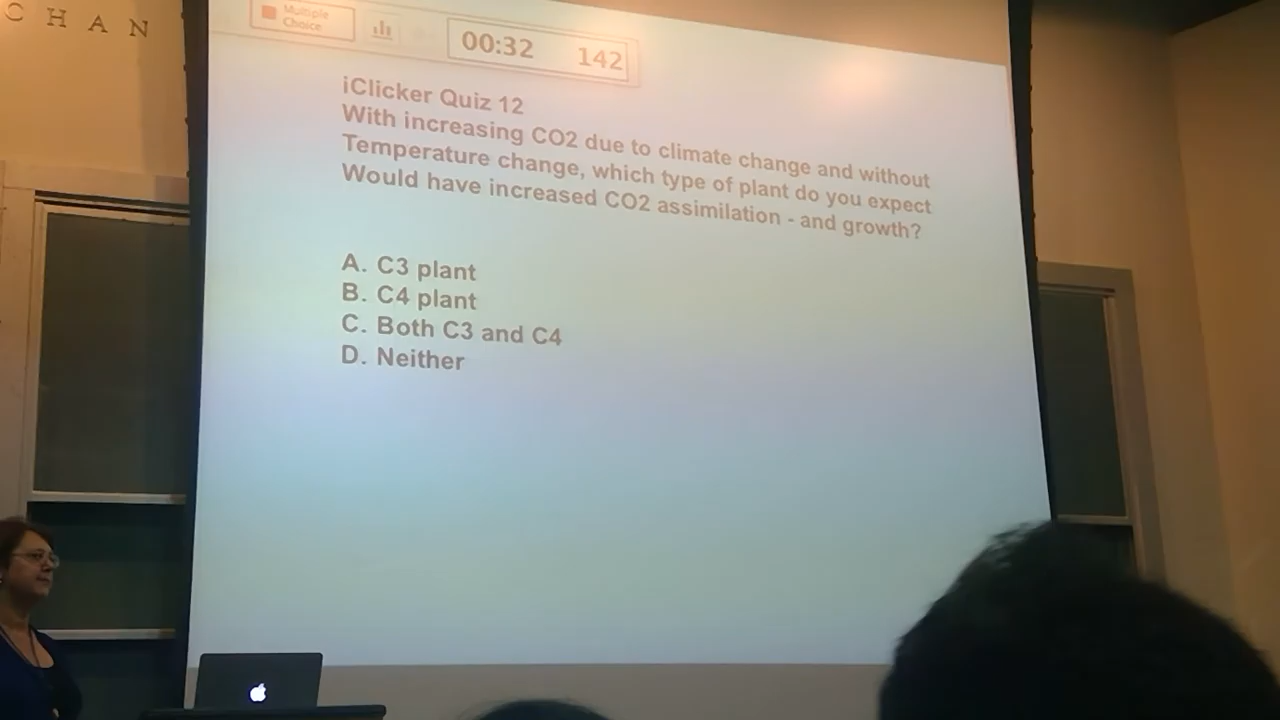 CHAN
Multiple
Choice
00:32 142
iClicker Quiz 12
With increasing CO2 due to climate change and without
Temperature change, which type of plant do you expect
Would have increased CO2 assimilation - and growth?
A. C3 plant
B. C4 plant
C. Both C3 and C4
D. Neither